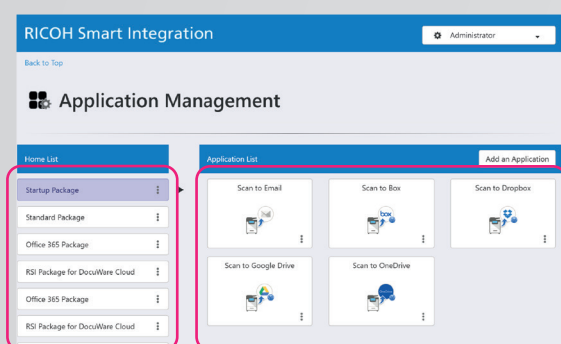 RICOH Smart Integration
Administrator
Back to Top
Application Management
Home List
Application List
Add an Application
Startup Package
Standard Package
Office 365 Package
RSI Package for DocuWare Cloud
Office 365 Package
RSI Package for DocuWare Cloud
Scan to Email
Scan to Box
Scan to Dropbox
box
Scan to Google Drive
Scan to OneDrive